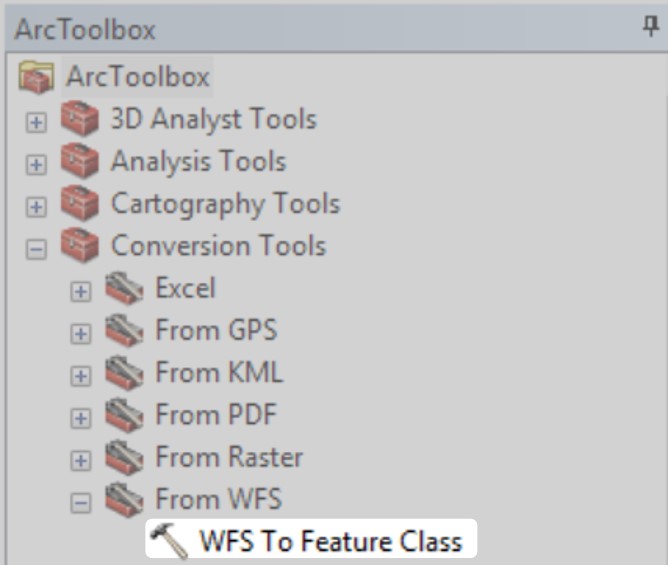 ArcToolbox
ArcToolbox
3D Analyst Tools
Analysis Tools
Cartography Tools
Conversion Tools
Excel
From GPS
From KML
From PDF
From Raster
From WFS
WFS To Feature Class